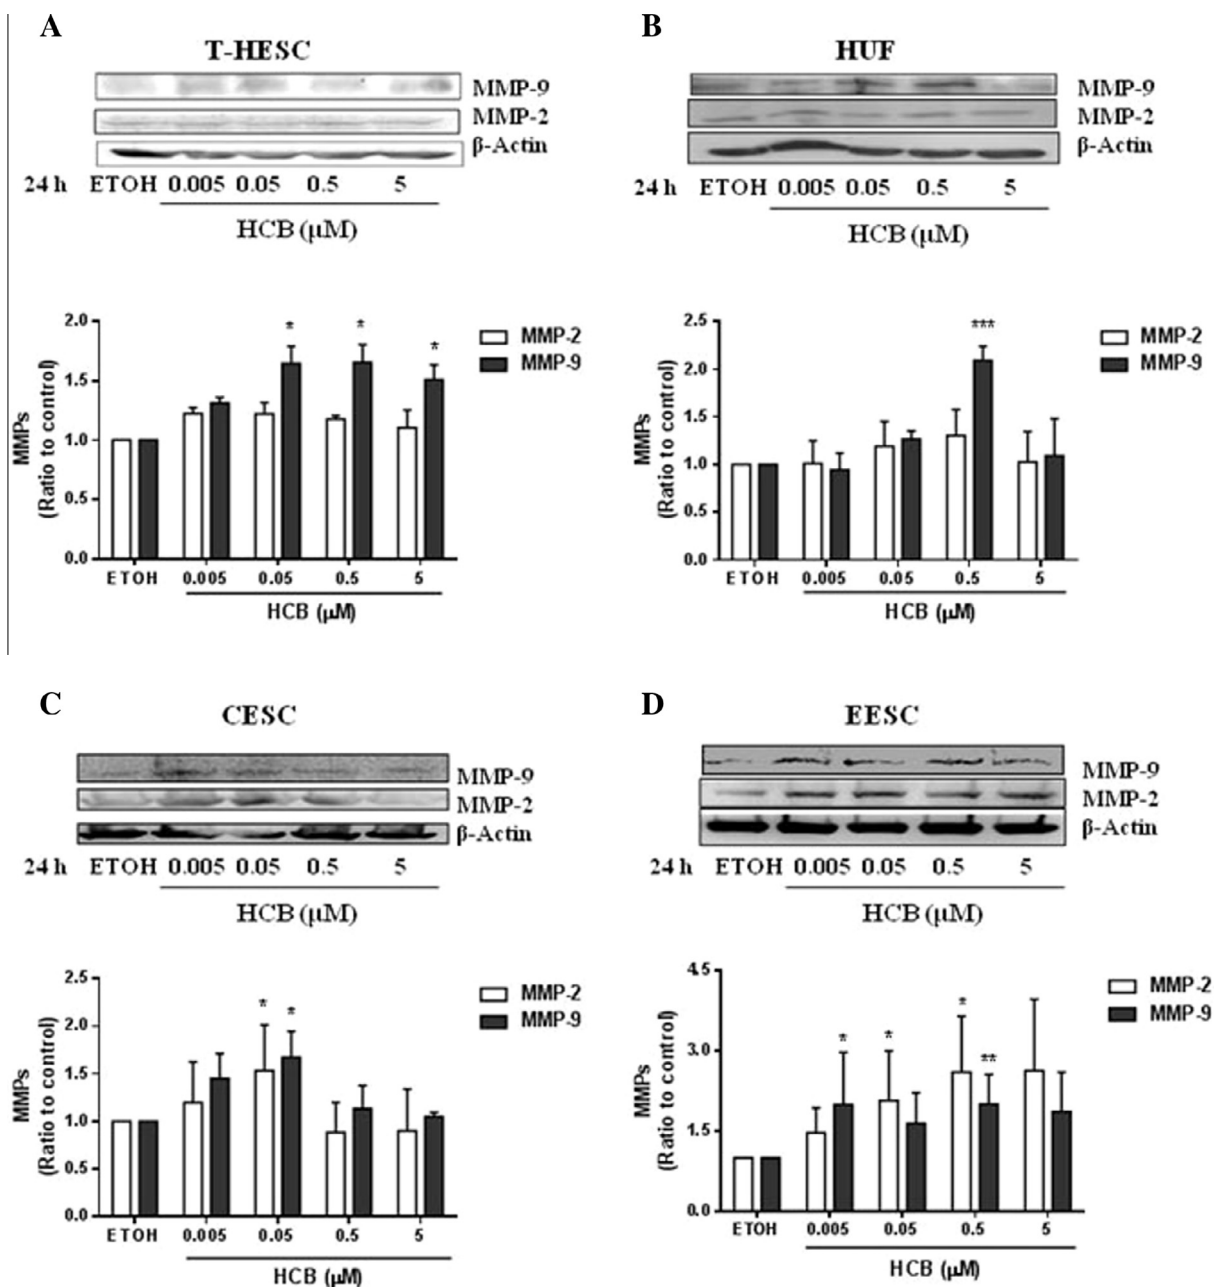 A
T-HESC
MMP-9
MMP-2
β-Actin
24 h ETOH 0.005 0.05 0.5 5
HCB (μM)
2.0
1.5
1.0
0.5
0.0
MMPs
(Ratio to control)
* * *
MMP-2
MMP-9
ETOH 0.005 0.05 0.5 5
HCB (μM)
B
HUF
MMP-9
MMP-2
β-Actin
24 h ETOH 0.005 0.05 0.5 5
HCB (μM)
2.5
2.0
1.5
1.0
0.5
0.0
MMPs
(Ratio to control)
***
MMP-2
MMP-9
ETOH 0.005 0.05 0.5 5
HCB (μM)
C
CESC
MMP-9
MMP-2
β-Actin
24 h ETOH 0.005 0.05 0.5 5
HCB (μM)
2.5
2.0
1.5
1.0
0.5
0.0
MMPs
(Ratio to control)
* *
MMP-2
MMP-9
ETOH 0.005 0.05 0.5 5
HCB (μM)
D
EESC
MMP-9
MMP-2
β-Actin
24 h ETOH 0.005 0.05 0.5 5
HCB (μM)
4.5
3.0
1.5
0.0
MMPs
(Ratio to control)
* * * **
MMP-2
MMP-9
ETOH 0.005 0.05 0.5 5
HCB (μM)